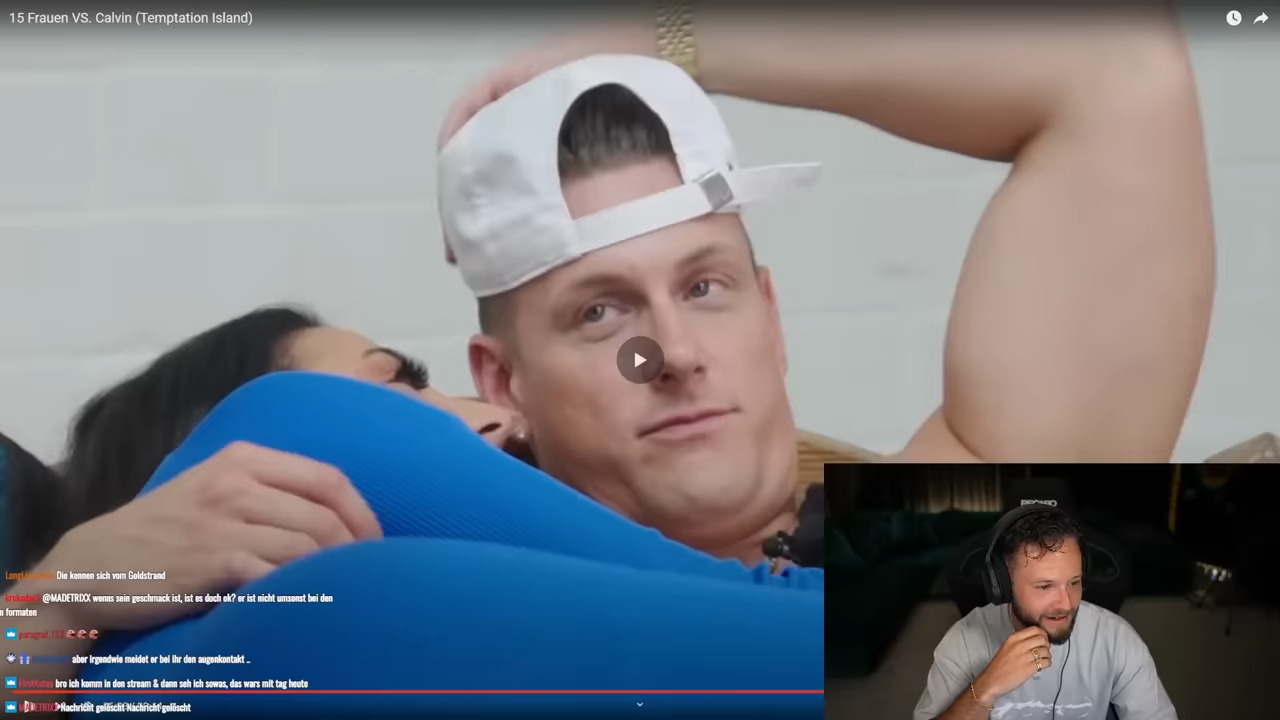 15 Frauen VS. Calvin (Temptation Island)
Die kennen sich vom Goldstrand
@MADETRIXX wenns sein geschmack ist, ist es doch ok? er ist nicht umsonst bei den
n formaten
aber irgendwie meidet er bei ihr den augenkontakt ..
bro ich komm in den stream & dann seh ich sowas, das wars mit tag heute
Nachricht gelöscht Nachricht gelöscht